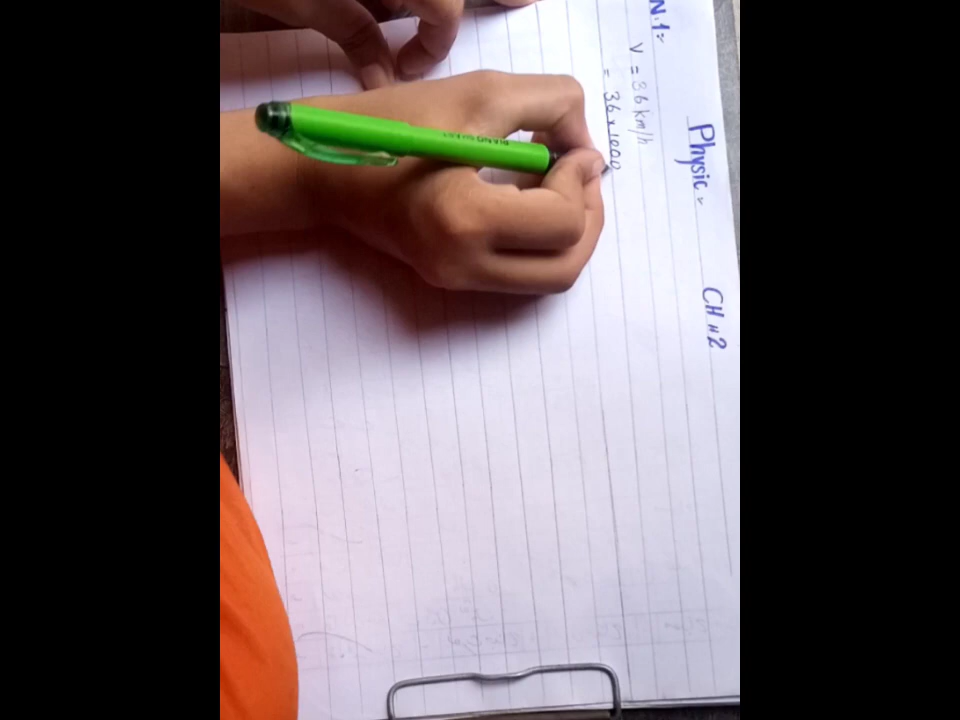 Physic:- CH # 2
N.1:-
V = 36 km/h
= 36 x 1000